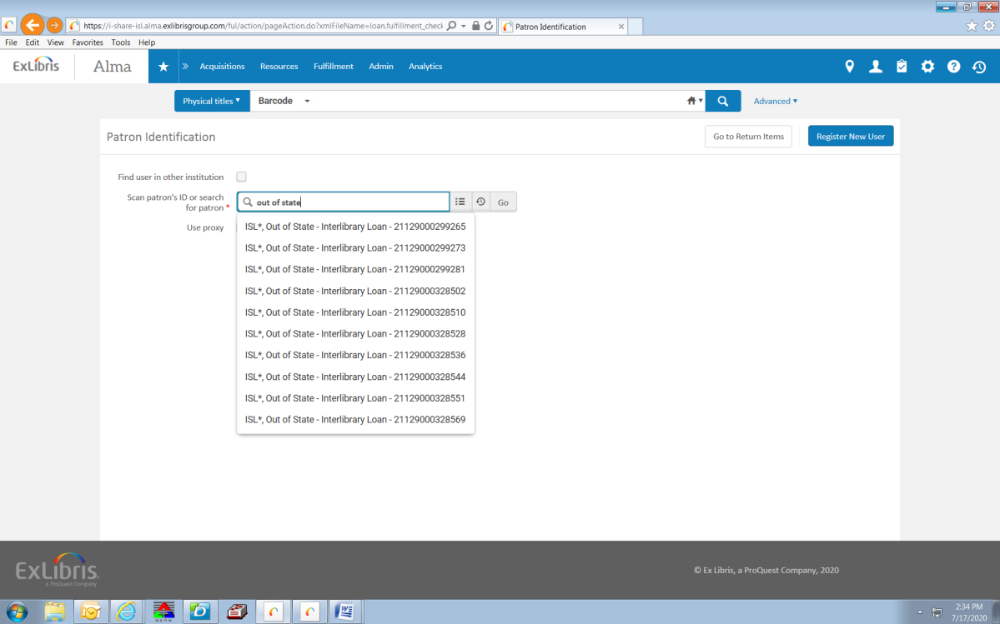 https://i-share-isl.alma.exlibrisgroup.com/ful/action/pageAction.do?xmlFileName=loan.fulfillment_check
Patron Identification
File Edit View Favorites Tools Help
ExLibris
Alma
Acquisitions Resources Fulfillment Admin Analytics
Physical titles
Barcode
Advanced
Patron Identification
Go to Return Items
Register New User
Find user in other institution
Scan patron's ID or search
for patron *
out of state
Go
Use proxy
ISL*, Out of State - Interlibrary Loan - 21129000299265
ISL*, Out of State - Interlibrary Loan - 21129000299273
ISL*, Out of State - Interlibrary Loan - 21129000299281
ISL*, Out of State - Interlibrary Loan - 21129000328502
ISL*, Out of State - Interlibrary Loan - 21129000328510
ISL*, Out of State - Interlibrary Loan - 21129000328528
ISL*, Out of State - Interlibrary Loan - 21129000328536
ISL*, Out of State - Interlibrary Loan - 21129000328544
ISL*, Out of State - Interlibrary Loan - 21129000328551
ISL*, Out of State - Interlibrary Loan - 21129000328569
ExLibris
a ProQuest Company
© Ex Libris, a ProQuest Company, 2020
2:34 PM
7/17/2020